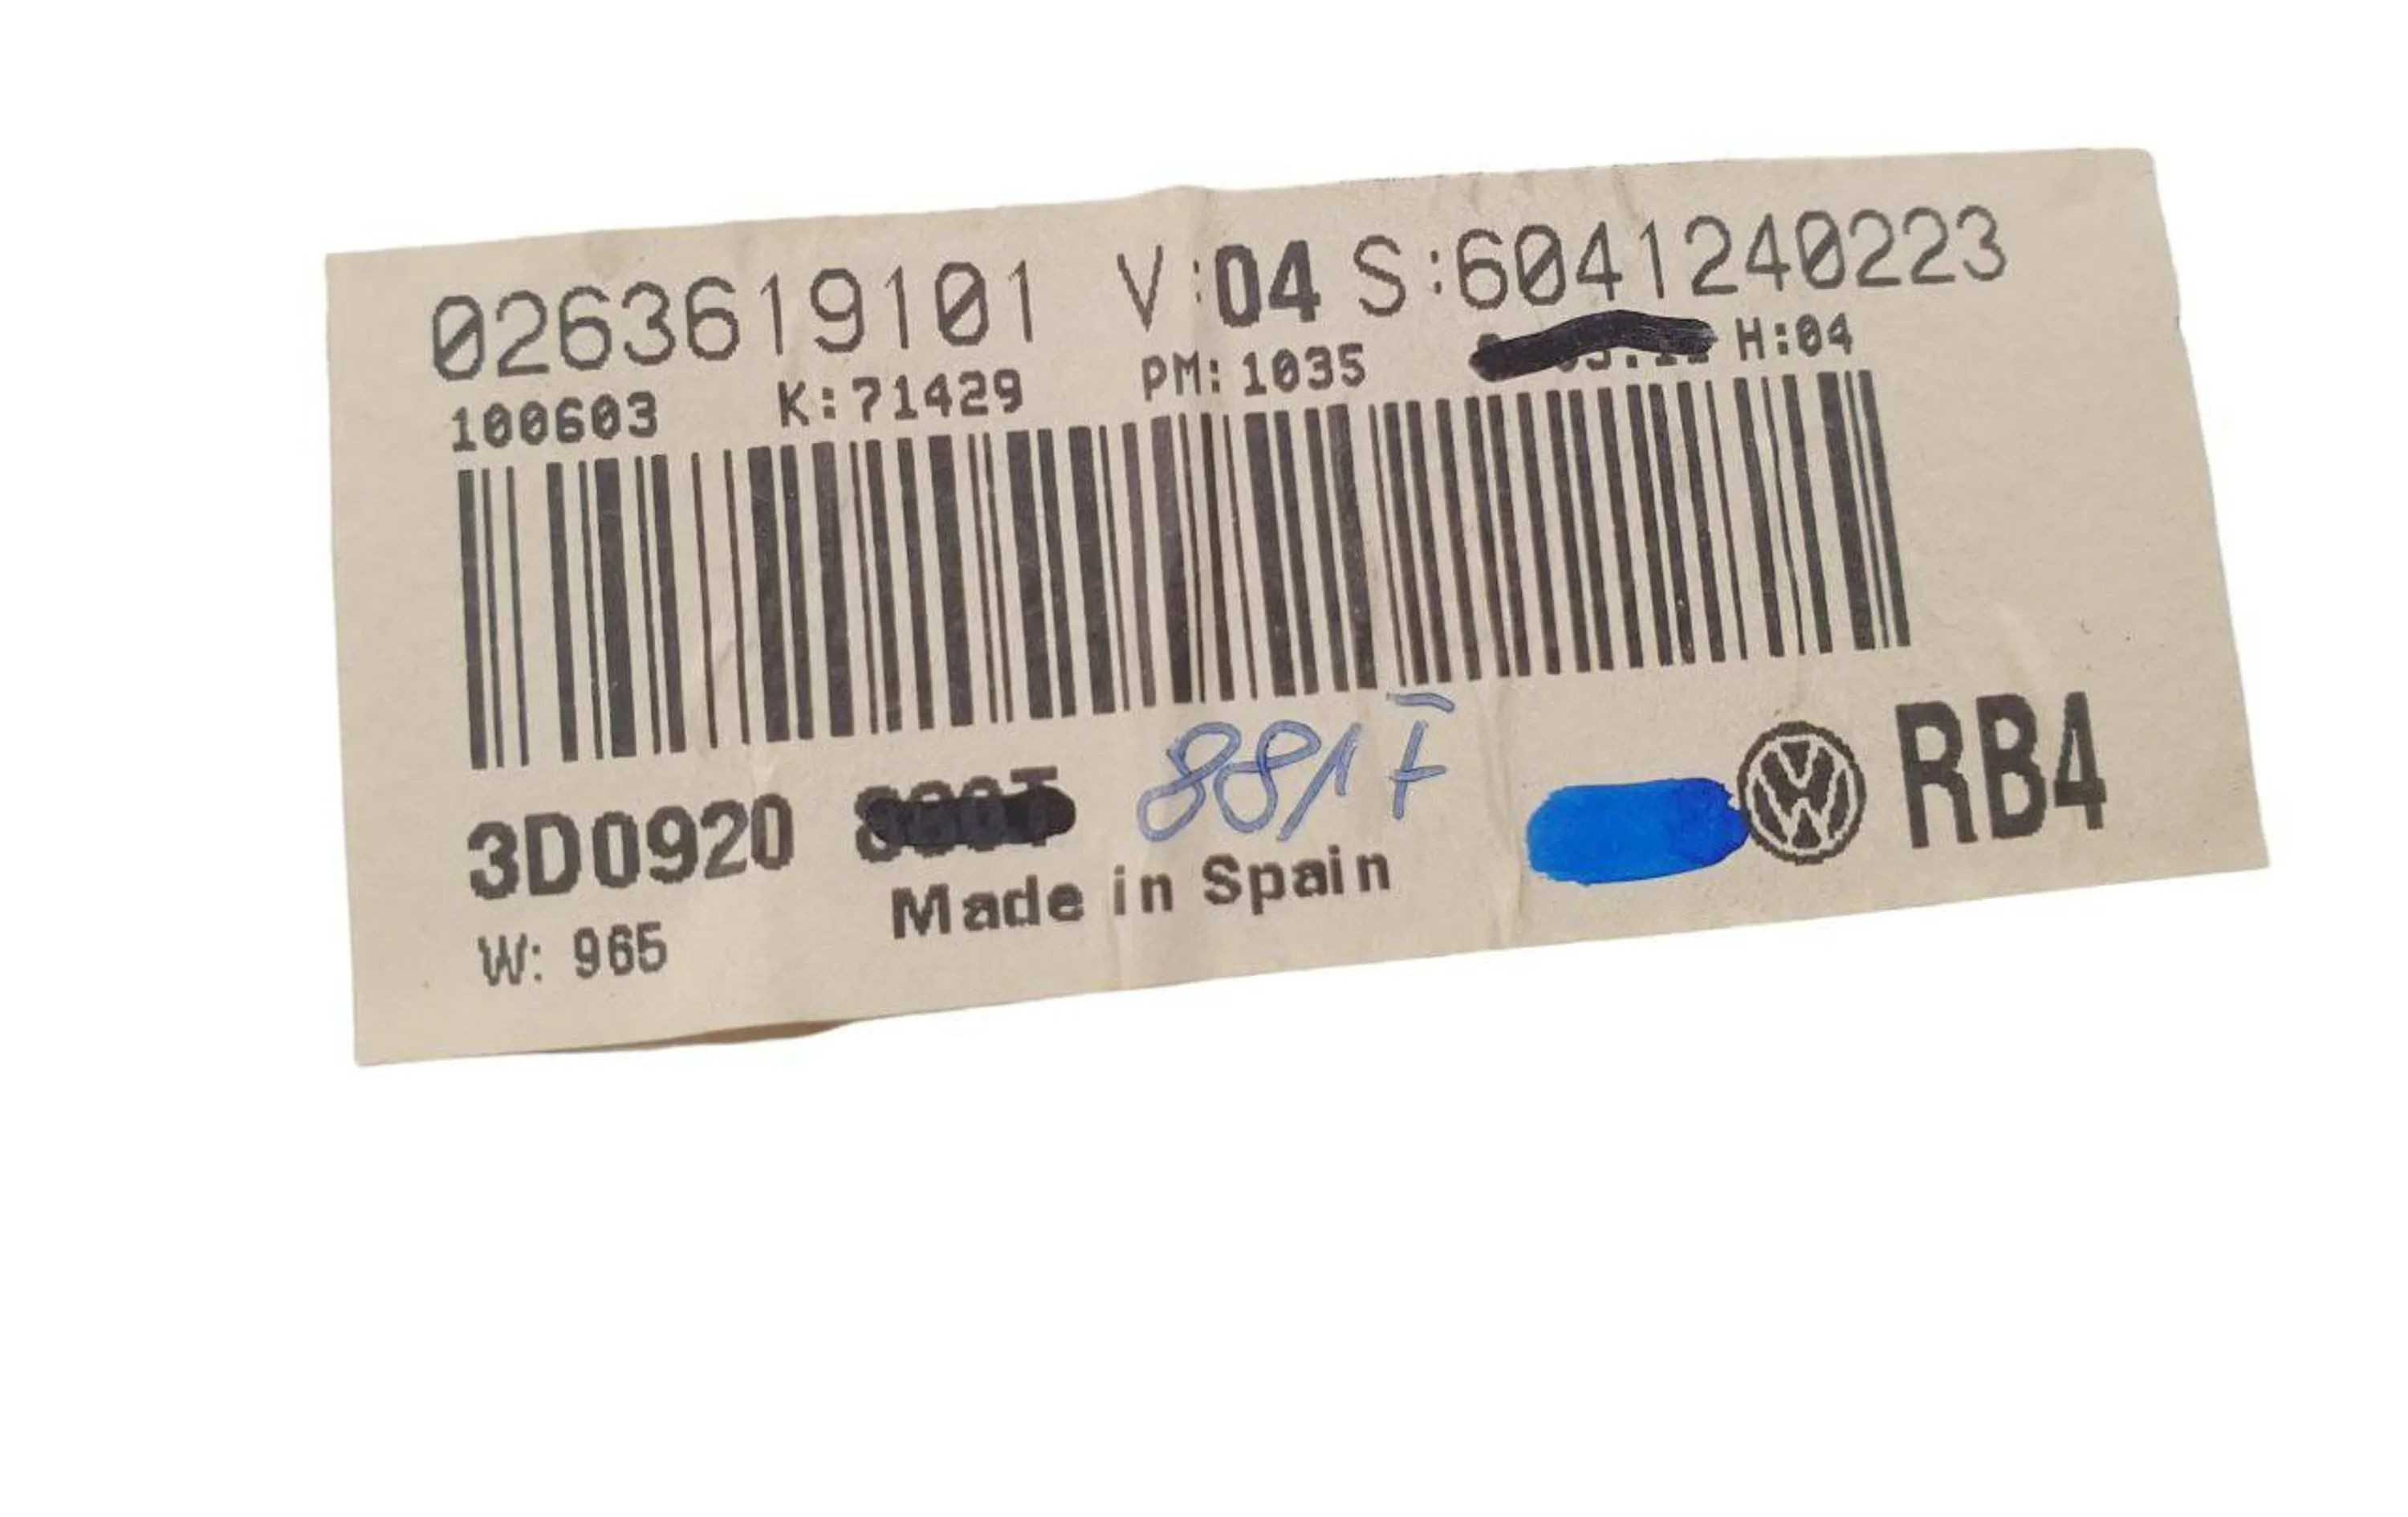 0263619101 V:04 S:6041240223
100603 K:71429 PM:1035 H:04
3D0920 881F RB4
Made in Spain
W: 965